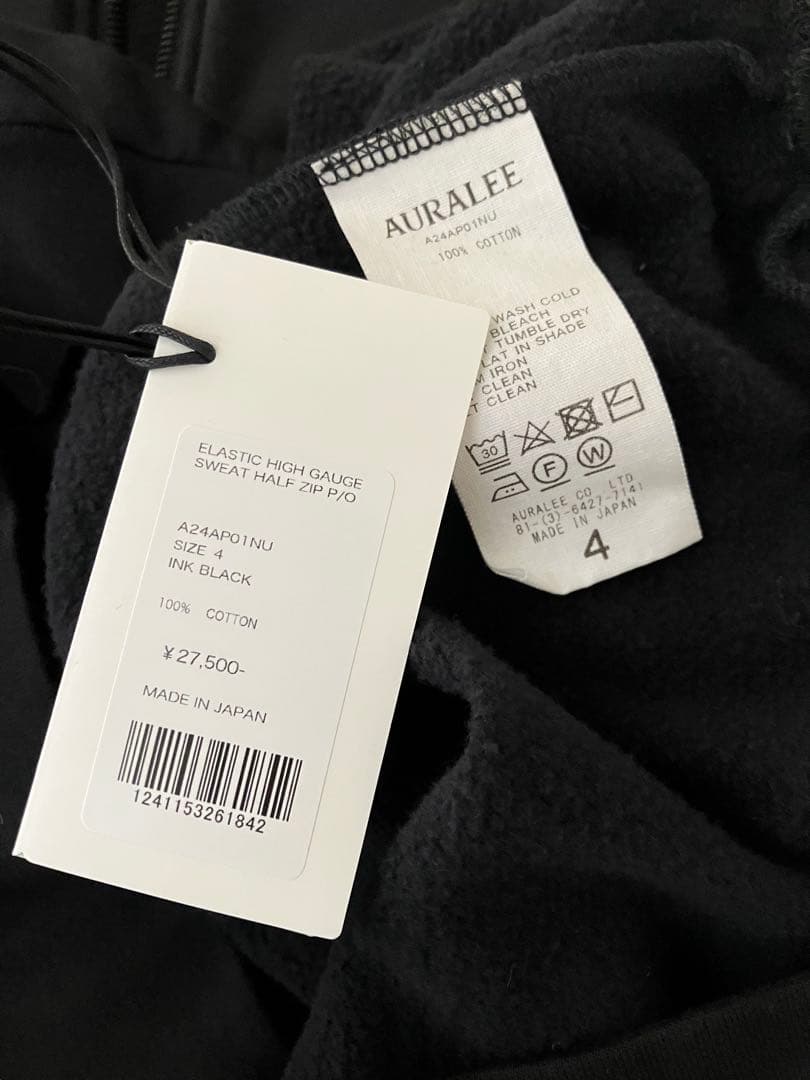 AURALEE
A24AP01NU
100% COTTON
WASH COLD
BLEACH
TUMBLE DRY
LAT IN SHADE
M IRON
CLEAN
T CLEAN
30
F
W
AURALEE CO., LTD
81-(3)-6427-7141
MADE IN JAPAN
4
ELASTIC HIGH GAUGE
SWEAT HALF ZIP P/O
A24AP01NU
SIZE 4
INK BLACK
100% COTTON
¥27,500-
MADE IN JAPAN
1241153261842